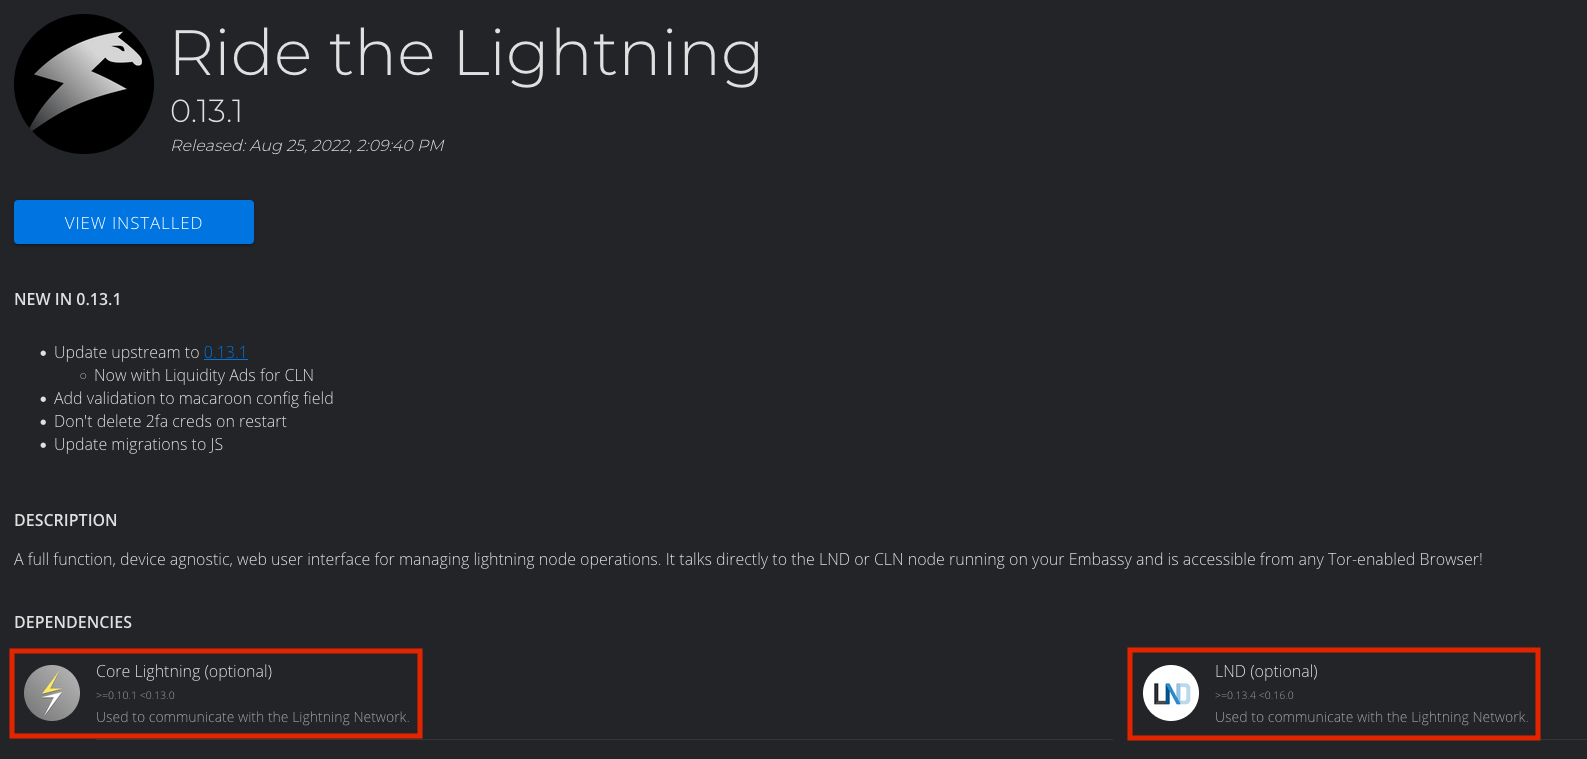 Ride the Lightning
0.13.1
Released: Aug 25, 2022, 2:09:40 PM
VIEW INSTALLED
NEW IN 0.13.1
Update upstream to 0.13.1
Now with Liquidity Ads for CLN
Add validation to macaroon config field
Don't delete 2fa creds on restart
Update migrations to JS
DESCRIPTION
A full function, device agnostic, web user interface for managing lightning node operations. It talks directly to the LND or CLN node running on your Embassy and is accessible from any Tor-enabled Browser!
DEPENDENCIES
Core Lightning (optional)
>=0.10.1 <0.13.0
Used to communicate with the Lightning Network.
LND
LND (optional)
>=0.13.4 <0.16.0
Used to communicate with the Lightning Network.